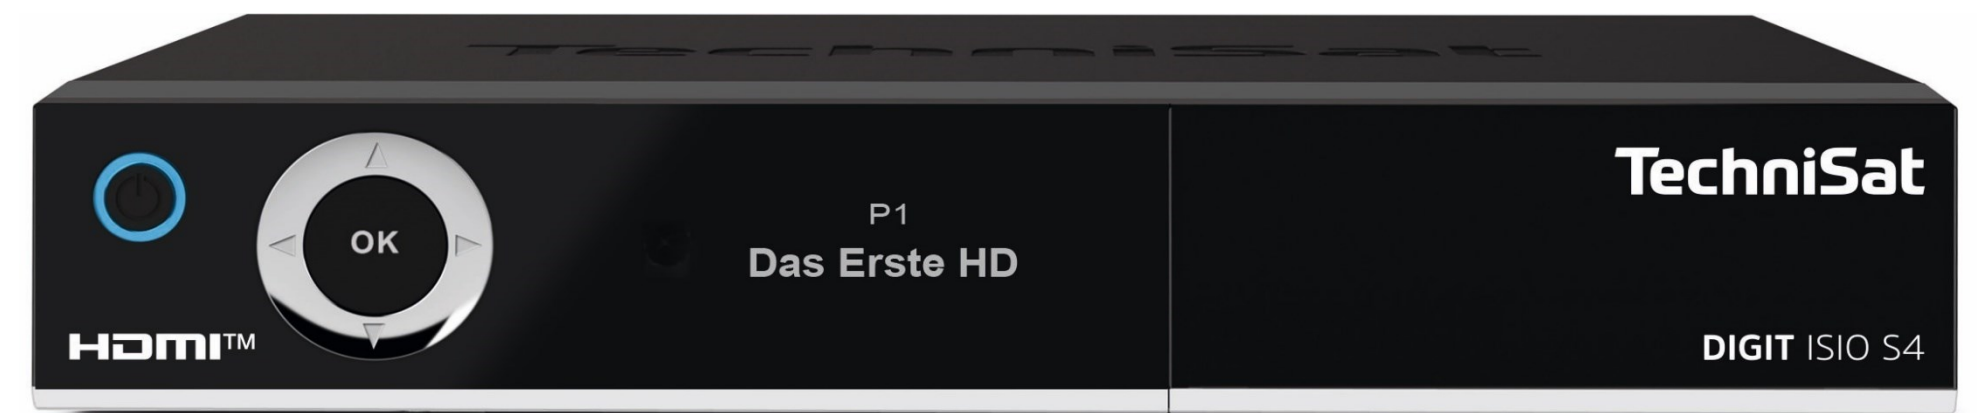 TechniSat
TechniSat
P1
OK
Das Erste HD
HDMI™
DIGIT ISIO S4